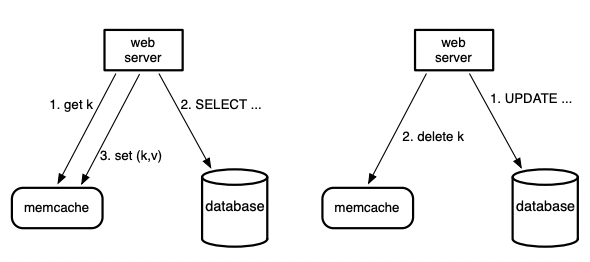 web
server
1. get k
2. SELECT ...
3. set (k,v)
memcache
database
web
server
1. UPDATE ...
2. delete k
memcache
database